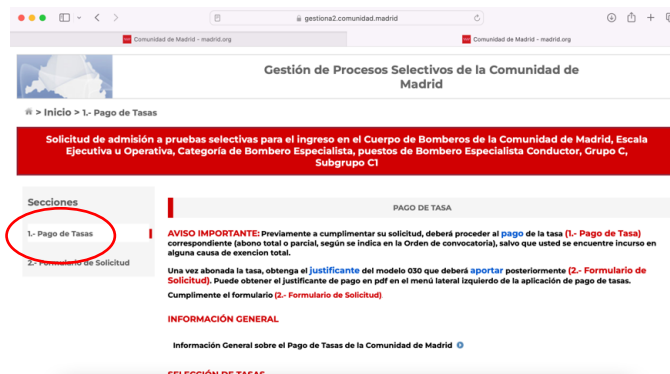 gestiona2.comunidad.madrid
Comunidad de Madrid - madrid.org
Comunidad de Madrid - madrid.org
Gestión de Procesos Selectivos de la Comunidad de
Madrid
> Inicio > 1.- Pago de Tasas
Solicitud de admisión a pruebas selectivas para el ingreso en el Cuerpo de Bomberos de la Comunidad de Madrid, Escala
Ejecutiva u Operativa, Categoría de Bombero Especialista, puestos de Bombero Especialista Conductor, Grupo C,
Subgrupo C1
Secciones
1.- Pago de Tasas
2.- Formulario de Solicitud
PAGO DE TASA
AVISO IMPORTANTE: Previamente a cumplimentar su solicitud, deberá proceder al pago de la tasa (1.- Pago de Tasa)
correspondiente (abono total o parcial, según se indica en la Orden de convocatoria), salvo que usted se encuentre incurso en
alguna causa de exencion total.
Una vez abonada la tasa, obtenga el justificante del modelo 030 que deberá aportar posteriormente (2.- Formulario de
Solicitud). Puede obtener el justificante de pago en pdf en el menú lateral izquierdo de la aplicación de pago de tasas.
Cumplimente el formulario (2.- Formulario de Solicitud)
INFORMACIÓN GENERAL
Información General sobre el Pago de Tasas de la Comunidad de Madrid
SELECCIÓN DE TASAS